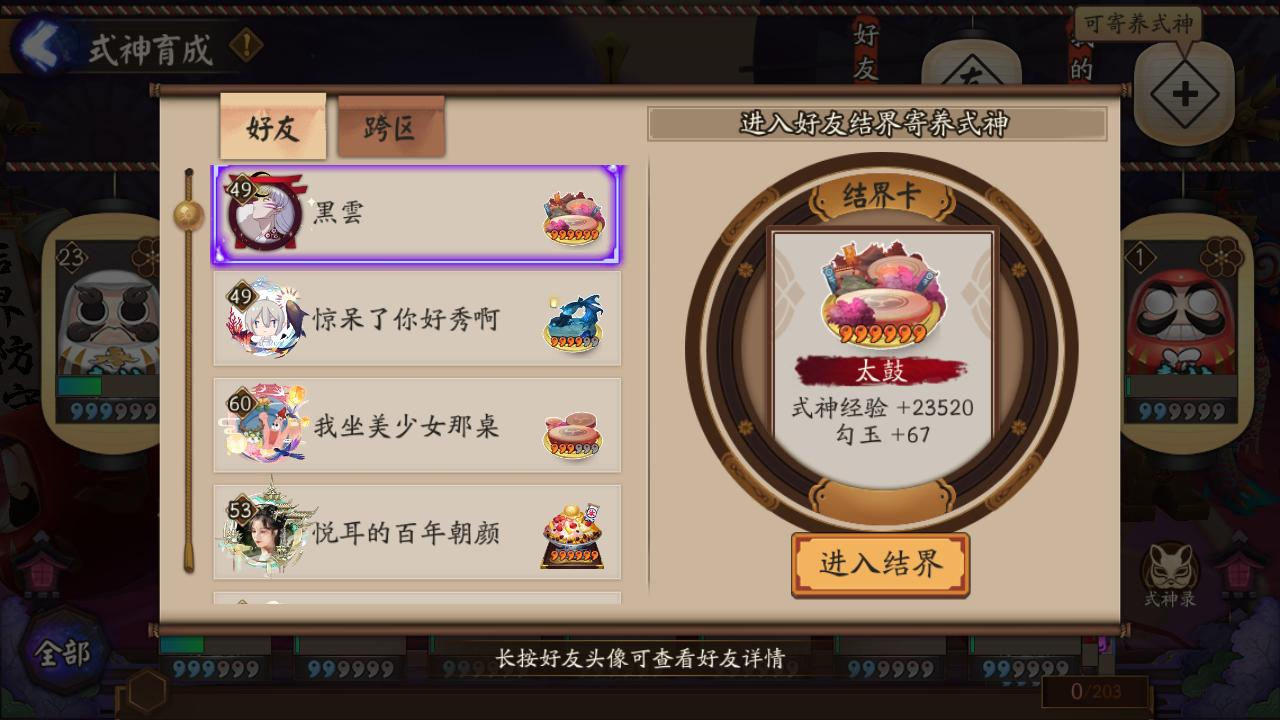 式神育成
好友
可寄养式神
友
的
好友
跨区
进入好友结界寄养式神
49
黑雲
999999
49
惊呆了你好秀啊
999999
60
我坐美少女那桌
999999
53
悦耳的百年朝颜
999999
结界卡
999999
太鼓
式神经验 +23520
勾玉 +67
进入结界
23
999999
1
999999
式神录
全部
999999
999999
999999
999999
999999
长按好友头像可查看好友详情
0/203